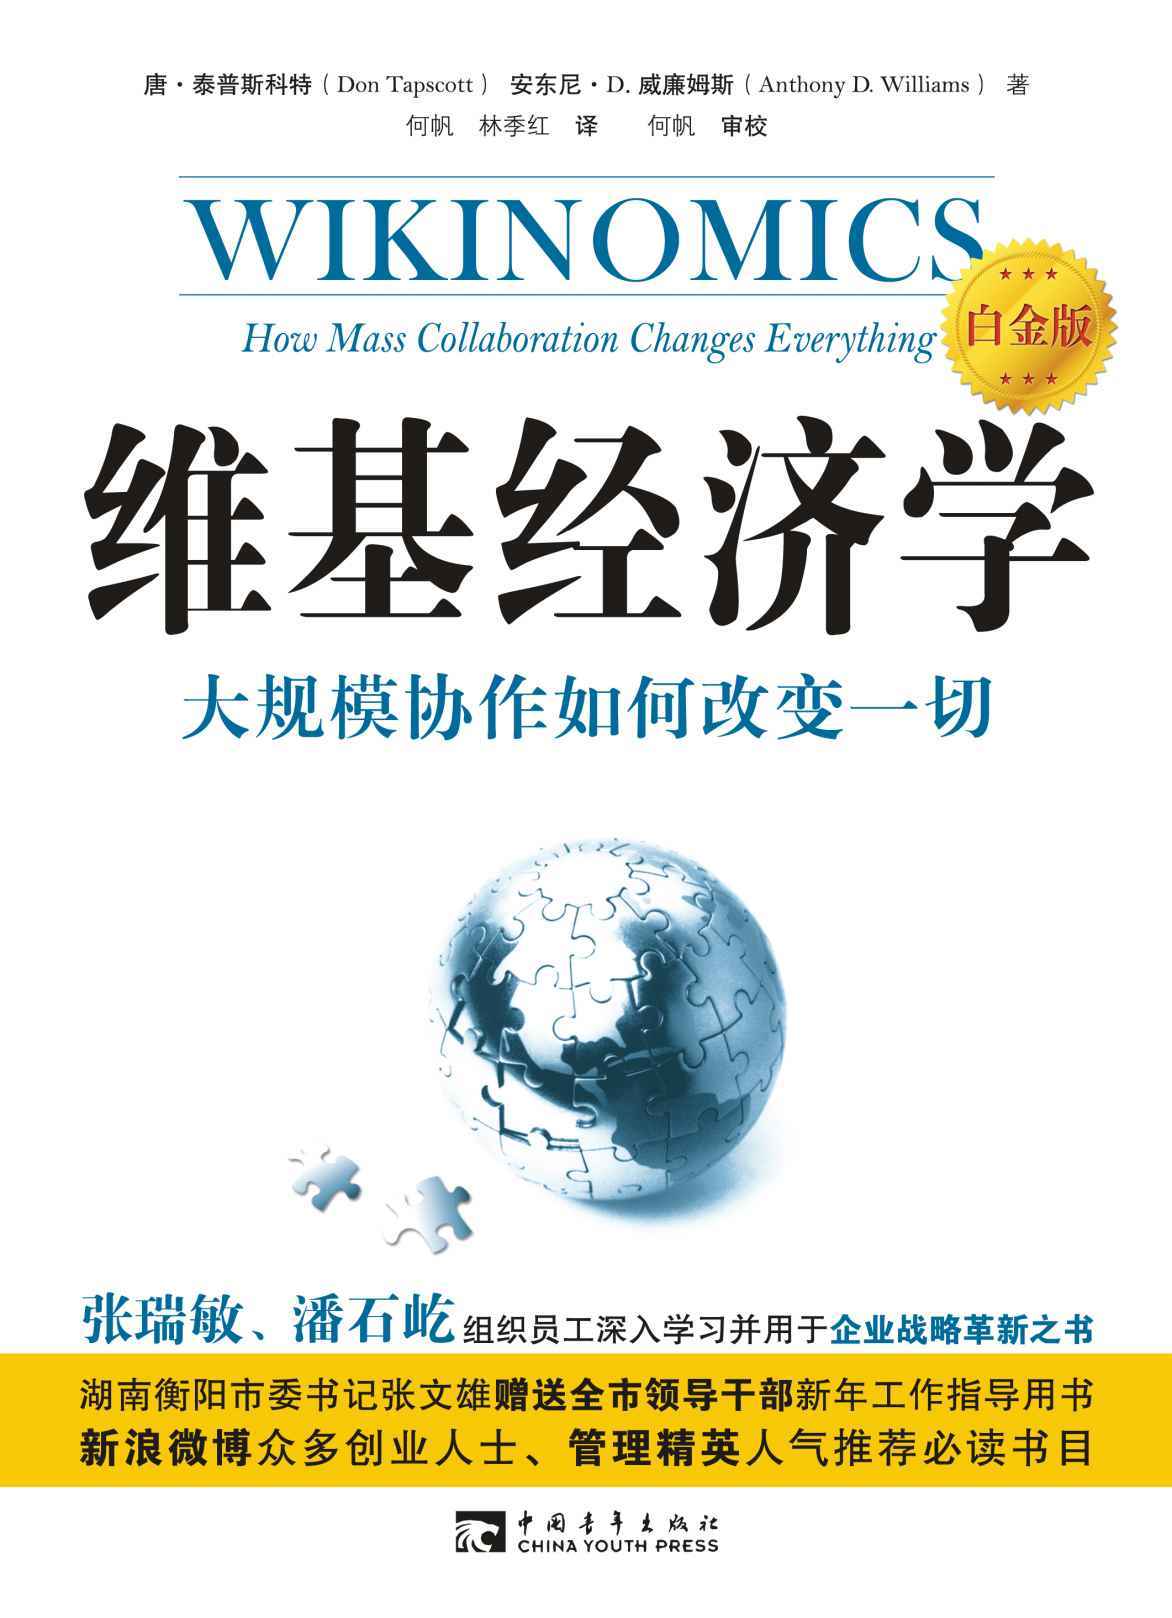 唐·泰普斯科特（Don Tapscott） 安东尼·D. 威廉姆斯（Anthony D. Williams） 著
何帆 林季红 译 何帆 审校
WIKINOMICS
How Mass Collaboration Changes Everything
白金版
维基经济学
大规模协作如何改变一切
张瑞敏、潘石屹 组织员工深入学习并用于企业战略革新之书
湖南衡阳市委书记张文雄赠送全市领导干部新年工作指导用书
新浪微博众多创业人士、管理精英人气推荐必读书目
中国青年出版社
CHINA YOUTH PRESS